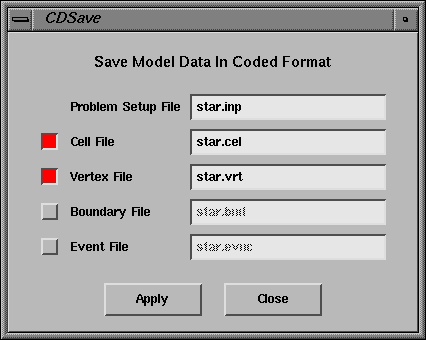 CDSave
Save Model Data In Coded Format
Problem Setup File star.inp
Cell File star.cel
Vertex File star.vrt
Boundary File star.bnd
Event File star.evnc
Apply Close